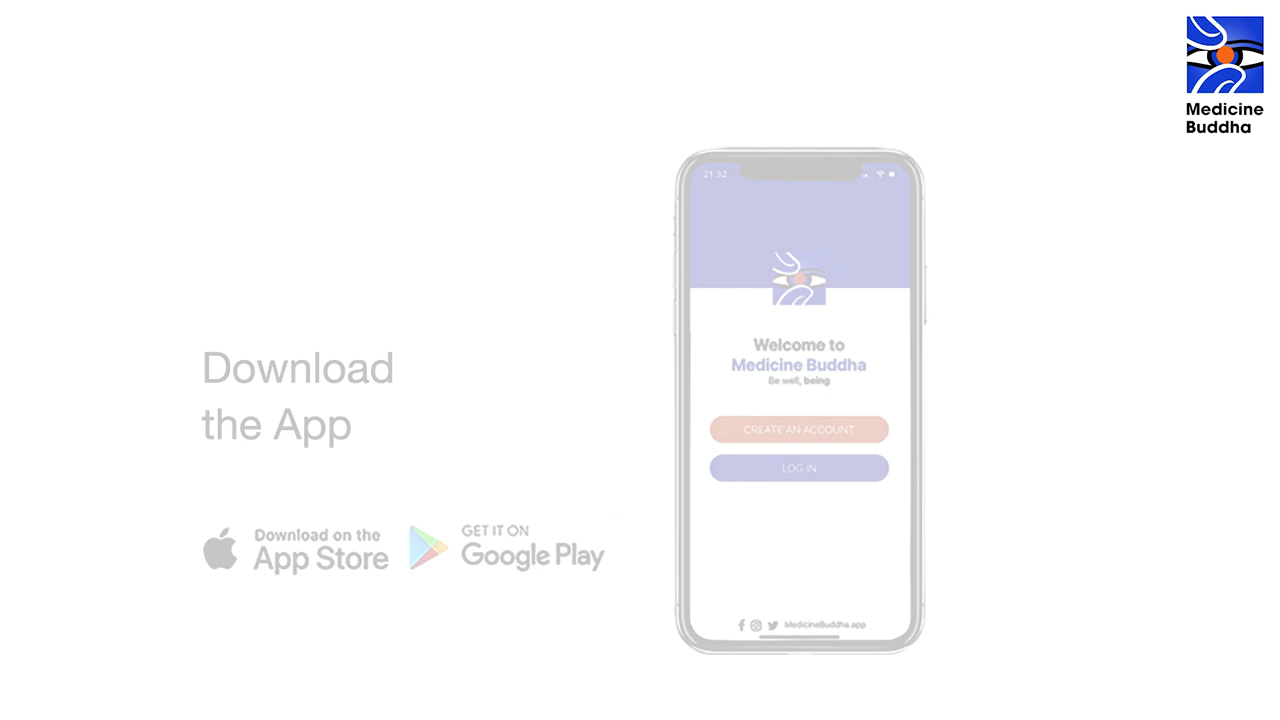 Medicine
Buddha
21:32
Welcome to
Medicine Buddha
Be well, being
CREATE AN ACCOUNT
LOG IN
MedicineBuddha.app
Download
the App
Download on the
App Store
GET IT ON
Google Play